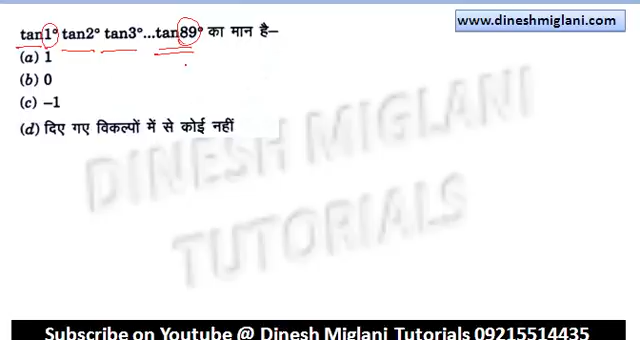 www.dineshmiglani.com
tan1° tan2° tan3°...tan89° का मान है–
(a) 1
(b) 0
(c) –1
(d) दिए गए विकल्पों में से कोई नहीं
DINESH MIGLANI
TUTORIALS
Subscribe on Youtube @ Dinesh Miglani Tutorials 09215514435